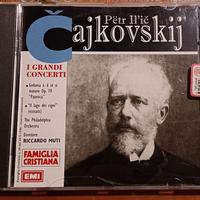 Pëtr Il'ič
Čajkovskij
I GRANDI
CONCERTI
• Sinfonia n. 6 in si
minore Op. 74
"Patetica"
• "Il lago dei cigni"
(estratti)
The Philadelphia
Orchestra
Direttore
RICCARDO MUTI
FAMIGLIA
CRISTIANA
EMI